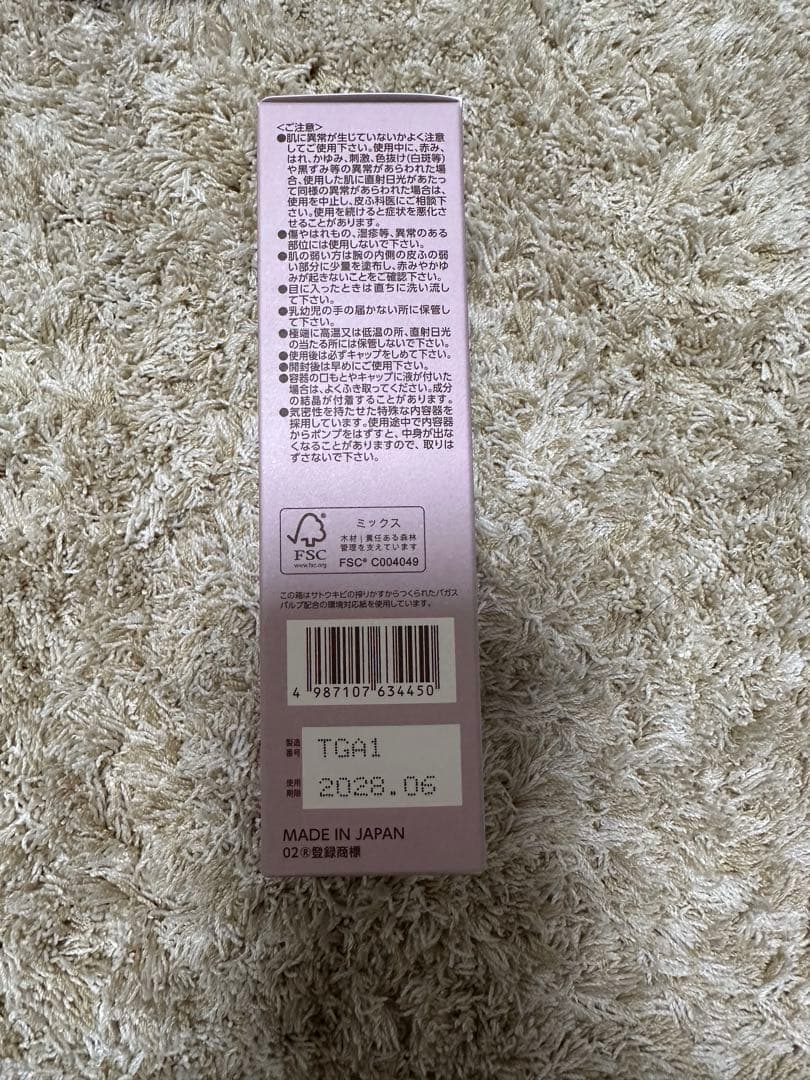 <ご注意>
●肌に異常が生じていないかよく注意
してご使用下さい。使用中に、赤み、
はれ、かゆみ、刺激、色抜け(白斑等)
や黒ずみ等の異常があらわれた場
合、使用した肌に直射日光があたっ
て同様の異常があらわれた場合は、
使用を中止し、皮ふ科医にご相談下
さい。使用を続けると症状を悪化さ
せることがあります。
●傷やはれもの、湿疹等、異常のある
部位には使用しないで下さい。
●肌の弱い方は腕の内側の皮ふの弱
い部分に少量を塗布し、赤みやかゆ
みが起きないことをご確認下さい。
●目に入ったときは直ちに洗い流し
て下さい。
●乳幼児の手の届かない所に保管し
て下さい。
●極端に高温又は低温の所、直射日光
の当たる所には保管しないで下さい。
●使用後は必ずキャップをしめて下さい。
●開封後は早めにご使用下さい。
●容器の口もとやキャップに液が付いた
場合は、よくふき取ってください。成分
の結晶が付着することがあります。
●気密性を持たせた特殊な内容器を
採用しています。使用途中で内容器
からポンプをはずすと、中身が出な
くなることがありますので、取りは
ずさないで下さい。
FSC
www.fsc.org
ミックス
木材|責任ある森林
管理を支えています
FSC® C004049
この箱はサトウキビの搾りかすからつくられたバガス
パルプ配合の環境対応紙を使用しています。
4 987107 634450
製造
番号 TGA1
使用
期限 2028.06
MADE IN JAPAN
02®登録商標